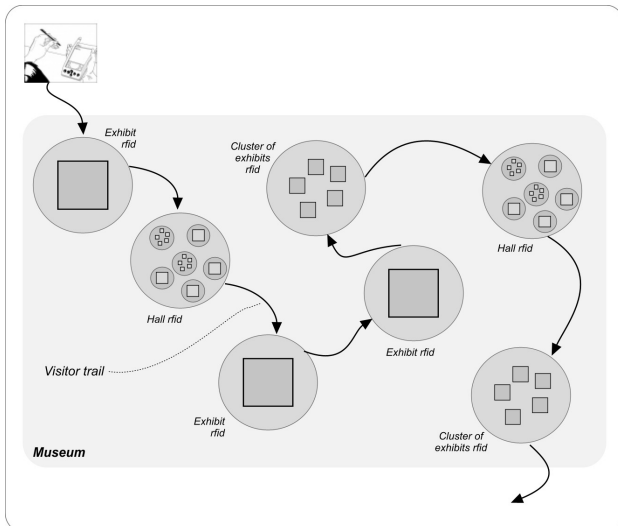 Exhibit
rfid
Cluster of
exhibits
rfid
Hall rfid
Hall rfid
Exhibit rfid
Visitor trail
Exhibit
rfid
Cluster of
exhibits rfid
Museum